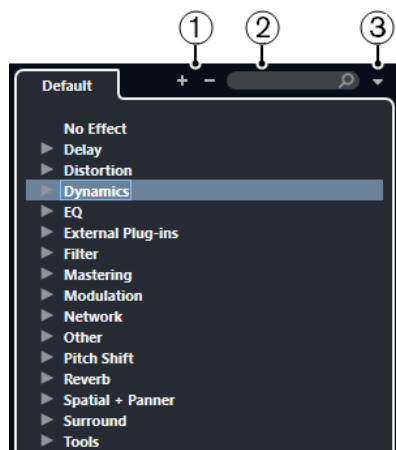 1 2 3
Default + −
No Effect
Delay
Distortion
Dynamics
EQ
External Plug-ins
Filter
Mastering
Modulation
Network
Other
Pitch Shift
Reverb
Spatial + Panner
Surround
Tools